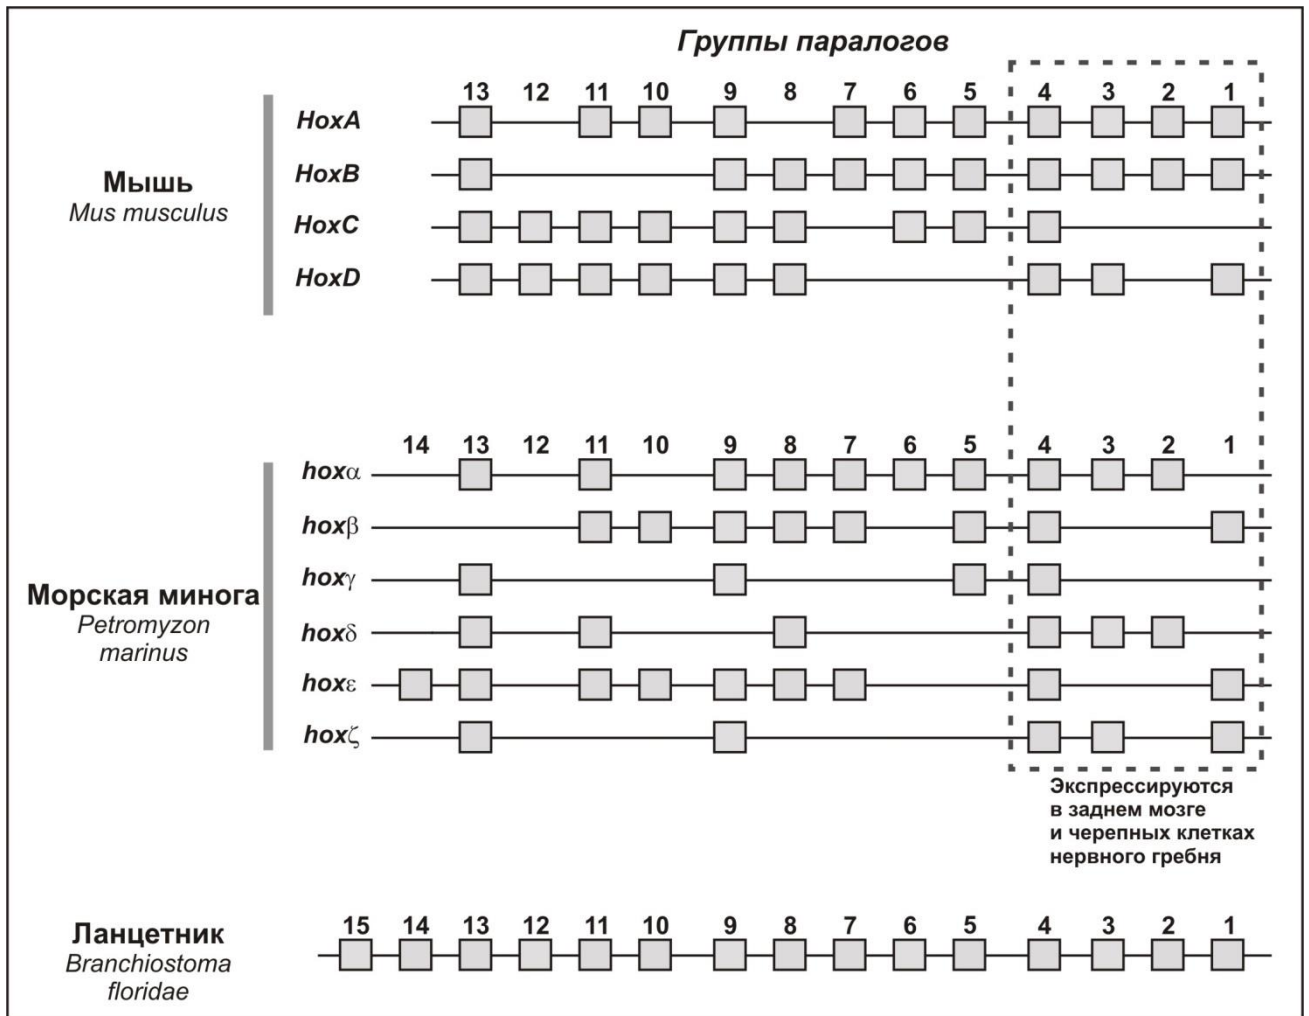 Группы паралогов
13 12 11 10 9 8 7 6 5 4 3 2 1
HoxA
HoxB
HoxC
HoxD
Мышь
Mus musculus
14 13 12 11 10 9 8 7 6 5 4 3 2 1
hoxα
hoxβ
hoxγ
hoxδ
hoxε
hoxζ
Морская минога
Petromyzon
marinus
Экспрессируются
в заднем мозге
и черепных клетках
нервного гребня
15 14 13 12 11 10 9 8 7 6 5 4 3 2 1
Ланцетник
Branchiostoma
floridae